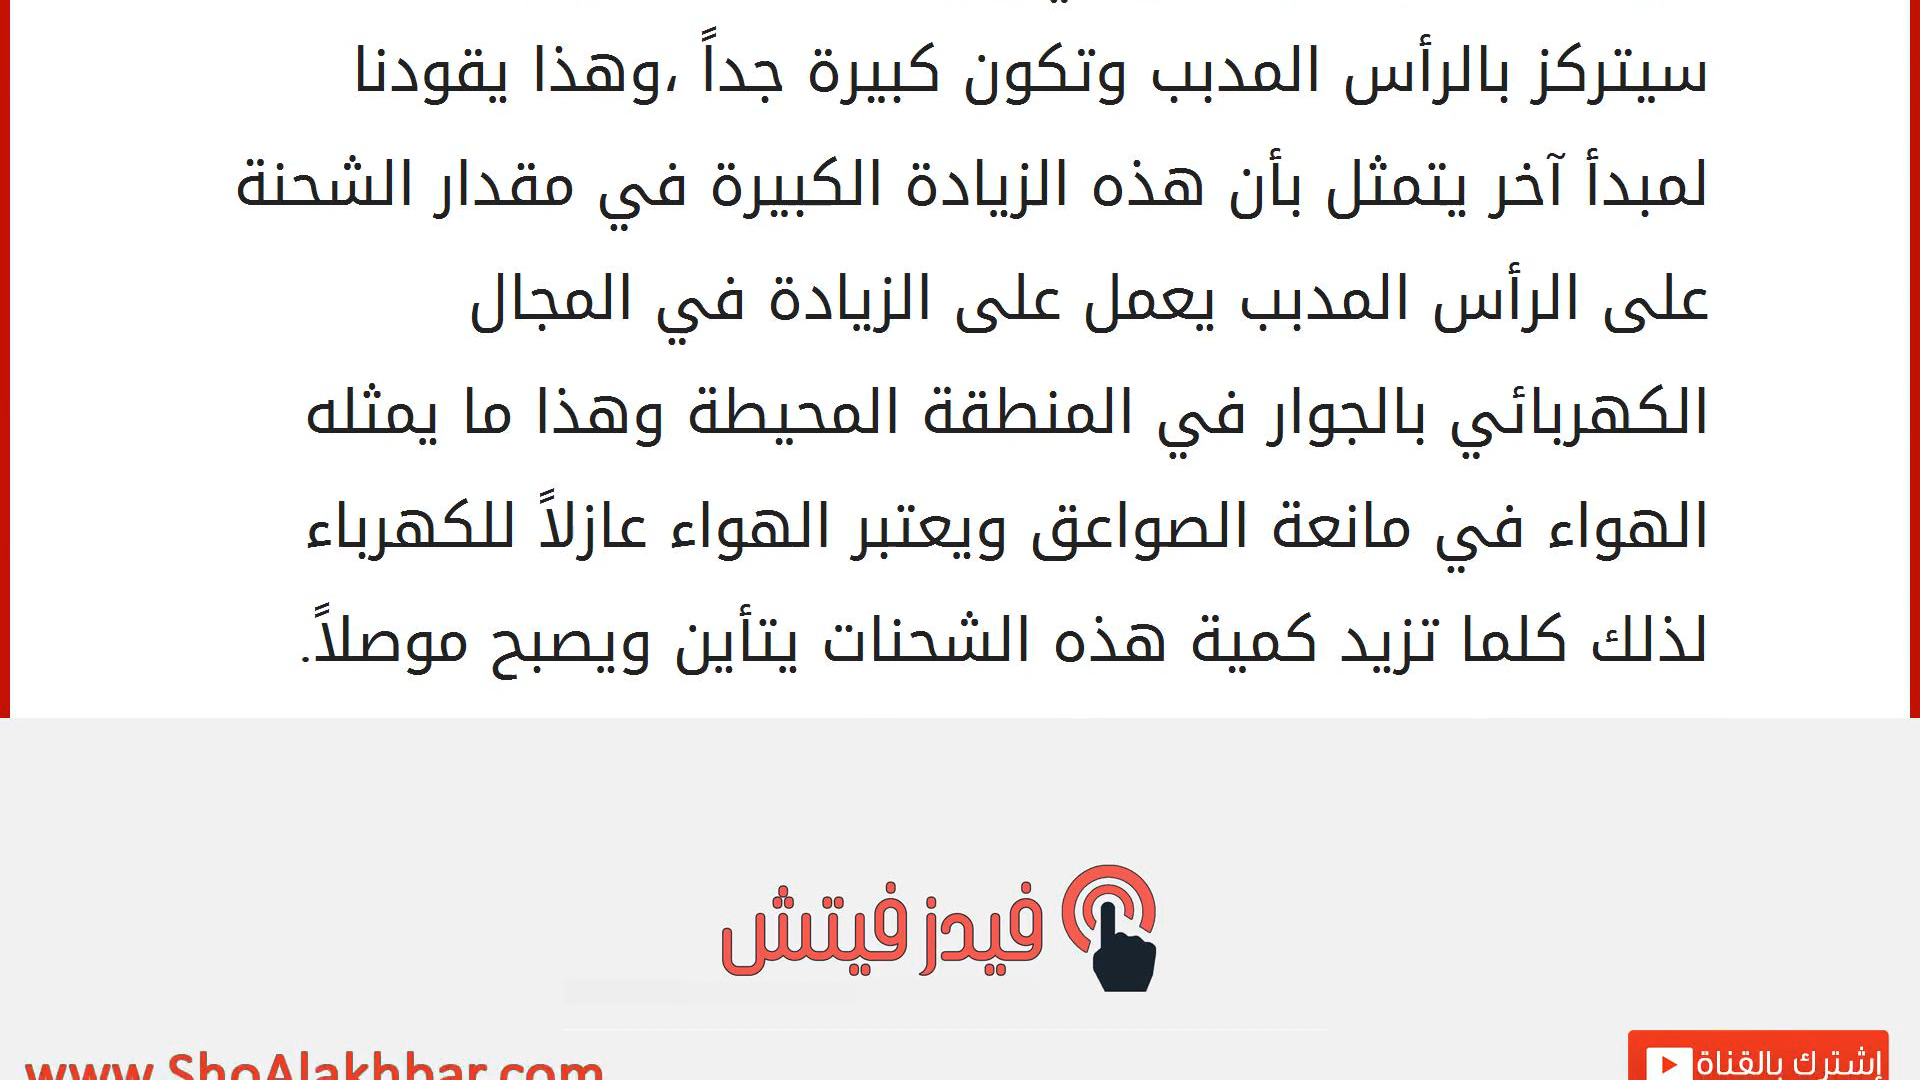 سيتركز بالرأس المدبب وتكون كبيرة جداً ،وهذا يقودنا
لمبدأ آخر يتمثل بأن هذه الزيادة الكبيرة في مقدار الشحنة
على الرأس المدبب يعمل على الزيادة في المجال
الكهربائي بالجوار في المنطقة المحيطة وهذا ما يمثله
الهواء في مانعة الصواعق ويعتبر الهواء عازلاً للكهرباء
لذلك كلما تزيد كمية هذه الشحنات يتأين ويصبح موصلاً.
فيدز فيتش
www.ShoAlakhbar.com
إشترك بالقناة